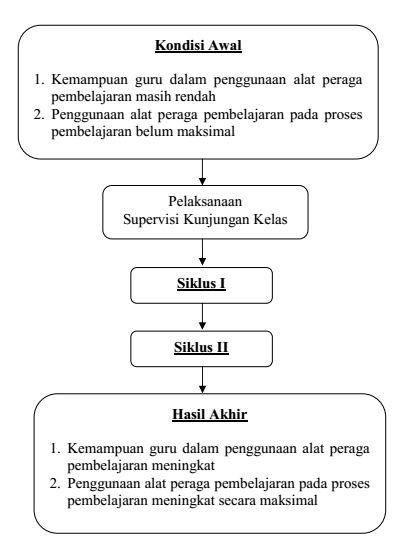 Kondisi Awal
1. Kemampuan guru dalam penggunaan alat peraga
pembelajaran masih rendah
2. Penggunaan alat peraga pembelajaran pada proses
pembelajaran belum maksimal
Pelaksanaan
Supervisi Kunjungan Kelas
Siklus I
Siklus II
Hasil Akhir
1. Kemampuan guru dalam penggunaan alat peraga
pembelajaran meningkat
2. Penggunaan alat peraga pembelajaran pada proses
pembelajaran meningkat secara maksimal